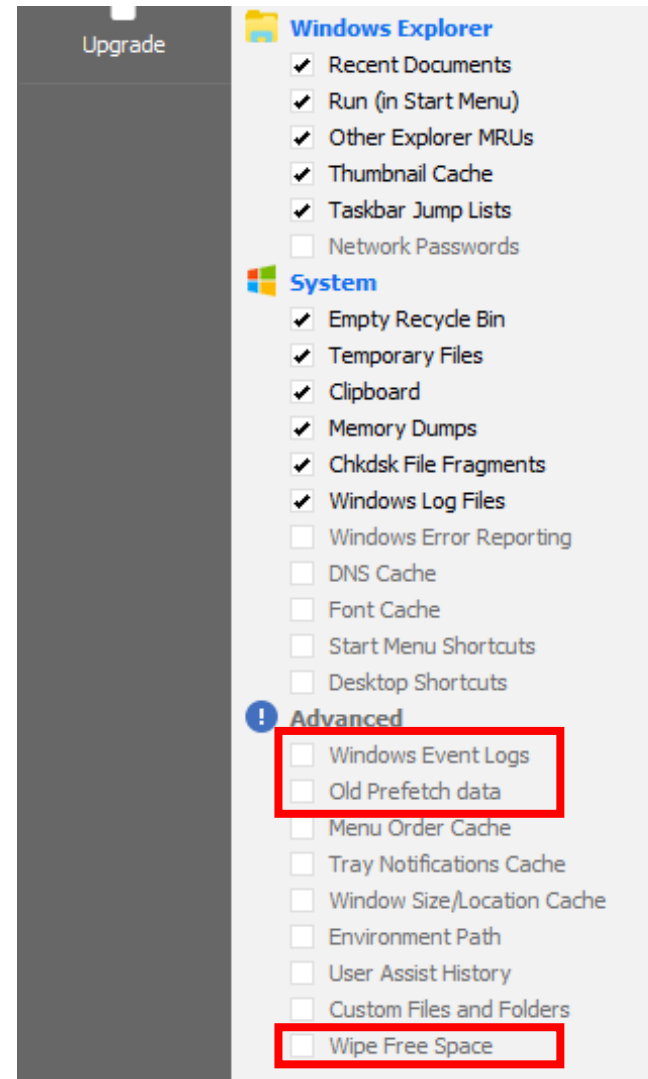 Upgrade
Windows Explorer
Recent Documents
Run (in Start Menu)
Other Explorer MRUs
Thumbnail Cache
Taskbar Jump Lists
Network Passwords
System
Empty Recycle Bin
Temporary Files
Clipboard
Memory Dumps
Chkdsk File Fragments
Windows Log Files
Windows Error Reporting
DNS Cache
Font Cache
Start Menu Shortcuts
Desktop Shortcuts
Advanced
Windows Event Logs
Old Prefetch data
Menu Order Cache
Tray Notifications Cache
Window Size/Location Cache
Environment Path
User Assist History
Custom Files and Folders
Wipe Free Space